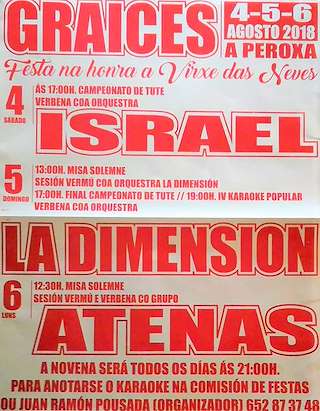 GRAICES
4-5-6
AGOSTO 2018
A PEROXA
Festa na honra a Virxe das Neves
4
SÁBADO
ÁS 17:00H. CAMPEONATO DE TUTE
VERBENA COA ORQUESTRA
ISRAEL
5
DOMINGO
13:00H. MISA SOLEMNE
SESIÓN VERMÚ COA ORQUESTRA LA DIMENSIÓN
17:00H. FINAL CAMPEONATO DE TUTE // 19:00H. IV KARAOKE POPULAR
VERBENA COA ORQUESTRA
LA DIMENSION
6
LUNS
12:30H. MISA SOLEMNE
SESIÓN VERMÚ E VERBENA CO GRUPO
ATENAS
A NOVENA SERÁ TODOS OS DÍAS ÁS 21:00H.
PARA ANOTARSE O KARAOKE NA COMISIÓN DE FESTAS
OU JUAN RAMÓN POUSADA (ORGANIZADOR) 652 87 37 48